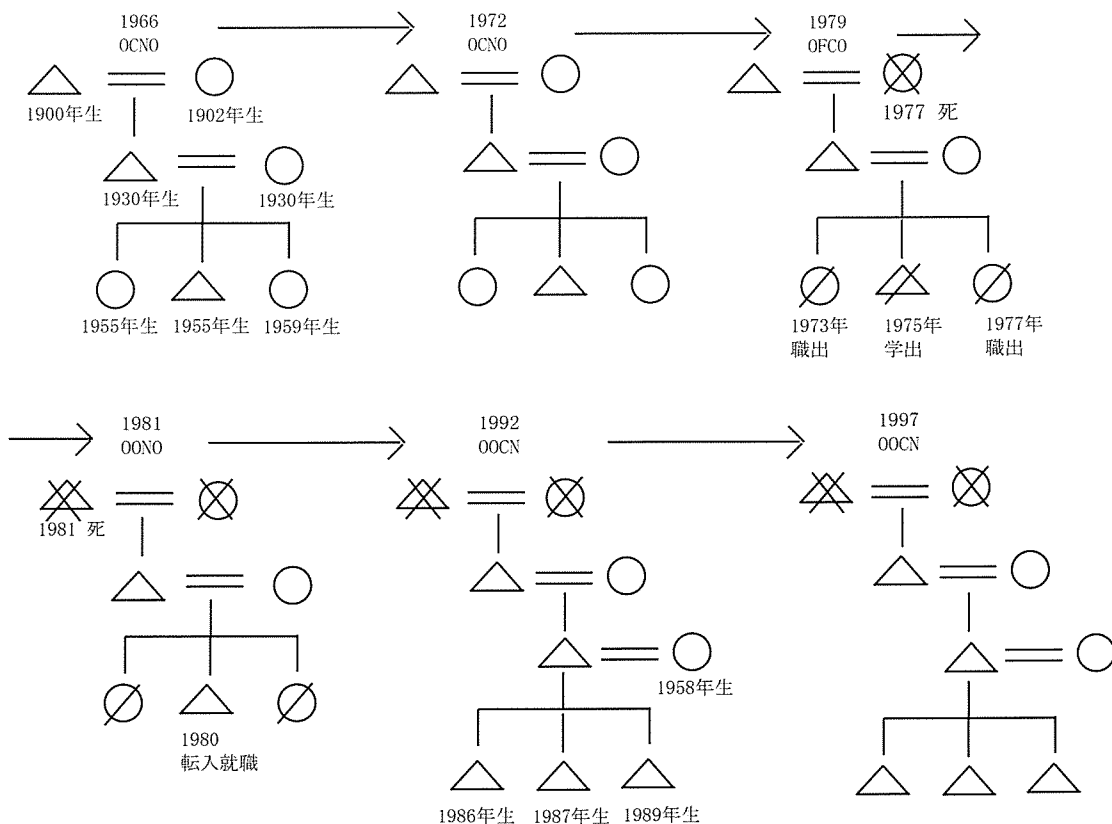 1966
OCNO
1900年生
1902年生
1930年生
1930年生
1955年生
1955年生
1959年生
1972
OCNO
1979
OFCO
1977 死
1973年
職出
1975年
学出
1977年
職出
1981
OONO
1981 死
1980
転入就職
1992
OOCN
1958年生
1986年生
1987年生
1989年生
1997
OOCN